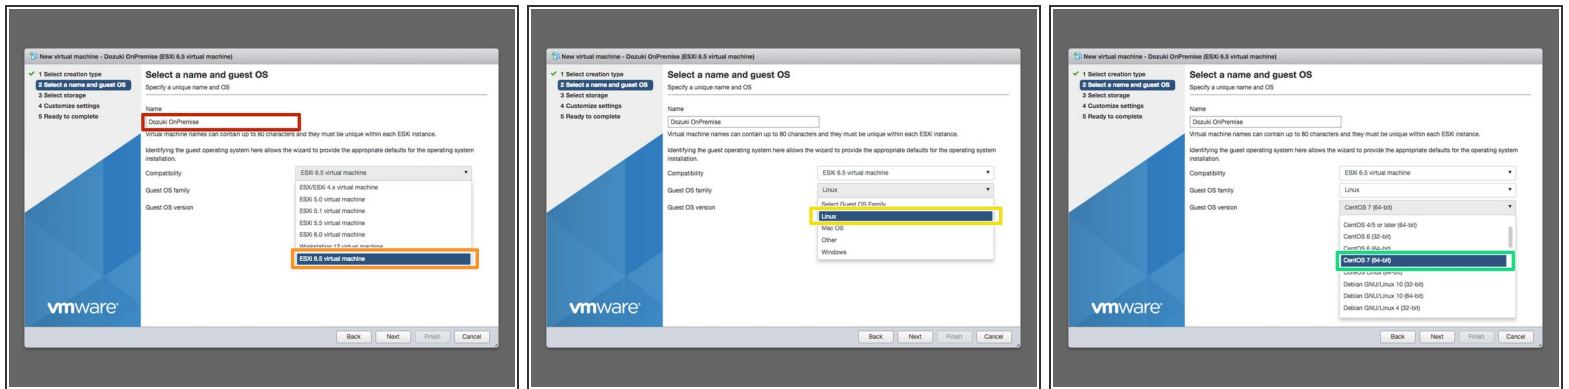 New virtual machine - Dozuki OnPremise (ESXi 6.5 virtual machine)
1 Select creation type
2 Select a name and guest OS
3 Select storage
4 Customize settings
5 Ready to complete
Select a name and guest OS
Specify a unique name and OS
Name
Dozuki OnPremise
Virtual machine names can contain up to 80 characters and they must be unique within each ESXi instance.
Identifying the guest operating system here allows the wizard to provide the appropriate defaults for the operating system
installation.
Compatibility
ESXi 6.5 virtual machine
Guest OS family
Guest OS version
ESX/ESXi 4.x virtual machine
ESXi 5.0 virtual machine
ESXi 5.1 virtual machine
ESXi 5.5 virtual machine
ESXi 6.0 virtual machine
Workstation 12 virtual machine
ESXi 6.5 virtual machine
vmware
Back Next Finish Cancel
New virtual machine - Dozuki OnPremise (ESXi 6.5 virtual machine)
1 Select creation type
2 Select a name and guest OS
3 Select storage
4 Customize settings
5 Ready to complete
Select a name and guest OS
Specify a unique name and OS
Name
Dozuki OnPremise
Virtual machine names can contain up to 80 characters and they must be unique within each ESXi instance.
Identifying the guest operating system here allows the wizard to provide the appropriate defaults for the operating system
installation.
Compatibility
ESXi 6.5 virtual machine
Guest OS family
Linux
Guest OS version
Select Guest OS Family
Linux
Mac OS
Other
Windows
vmware
Back Next Finish Cancel
New virtual machine - Dozuki OnPremise (ESXi 6.5 virtual machine)
1 Select creation type
2 Select a name and guest OS
3 Select storage
4 Customize settings
5 Ready to complete
Select a name and guest OS
Specify a unique name and OS
Name
Dozuki OnPremise
Virtual machine names can contain up to 80 characters and they must be unique within each ESXi instance.
Identifying the guest operating system here allows the wizard to provide the appropriate defaults for the operating system
installation.
Compatibility
ESXi 6.5 virtual machine
Guest OS family
Linux
Guest OS version
CentOS 7 (64-bit)
CentOS 4/5 or later (64-bit)
CentOS 6 (32-bit)
CentOS 6 (64-bit)
CentOS 7 (64-bit)
CoreOS Linux (64-bit)
Debian GNU/Linux 10 (32-bit)
Debian GNU/Linux 10 (64-bit)
Debian GNU/Linux 4 (32-bit)
vmware
Back Next Finish Cancel